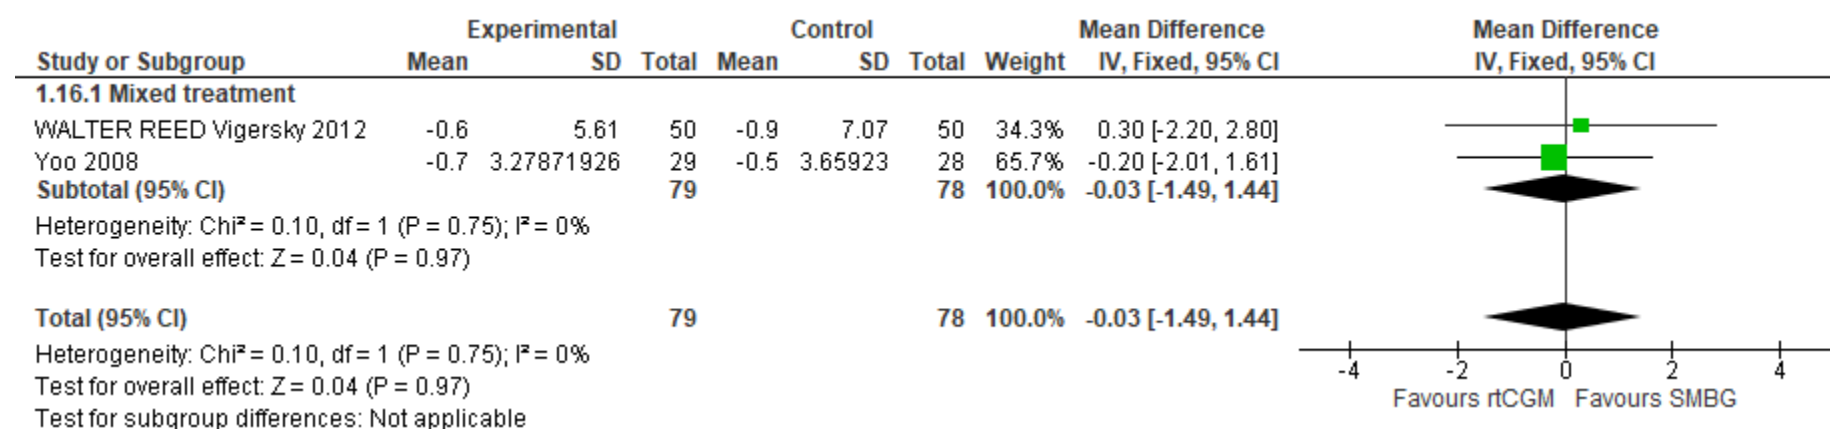 Experimental Control Mean Difference Mean Difference
Study or Subgroup Mean SD Total Mean SD Total Weight IV, Fixed, 95% CI IV, Fixed, 95% CI
1.16.1 Mixed treatment
WALTER REED Vigersky 2012 -0.6 5.61 50 -0.9 7.07 50 34.3% 0.30 [-2.20, 2.80]
Yoo 2008 -0.7 3.27871926 29 -0.5 3.65923 28 65.7% -0.20 [-2.01, 1.61]
Subtotal (95% CI) 79 78 100.0% -0.03 [-1.49, 1.44]
Heterogeneity: Chi² = 0.10, df = 1 (P = 0.75); I² = 0%
Test for overall effect: Z = 0.04 (P = 0.97)
Total (95% CI) 79 78 100.0% -0.03 [-1.49, 1.44]
Heterogeneity: Chi² = 0.10, df = 1 (P = 0.75); I² = 0%
Test for overall effect: Z = 0.04 (P = 0.97)
Test for subgroup differences: Not applicable
-4 -2 0 2 4
Favours rtCGM Favours SMBG